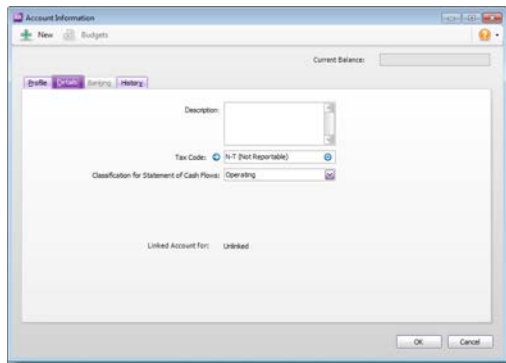 Account Information
New Budgets
Current Balance:
Profile Details Banking History
Description:
Tax Code: N-T (Not Reportable)
Classification for Statement of Cash Flows: Operating
Linked Account for: Unlinked
OK Cancel